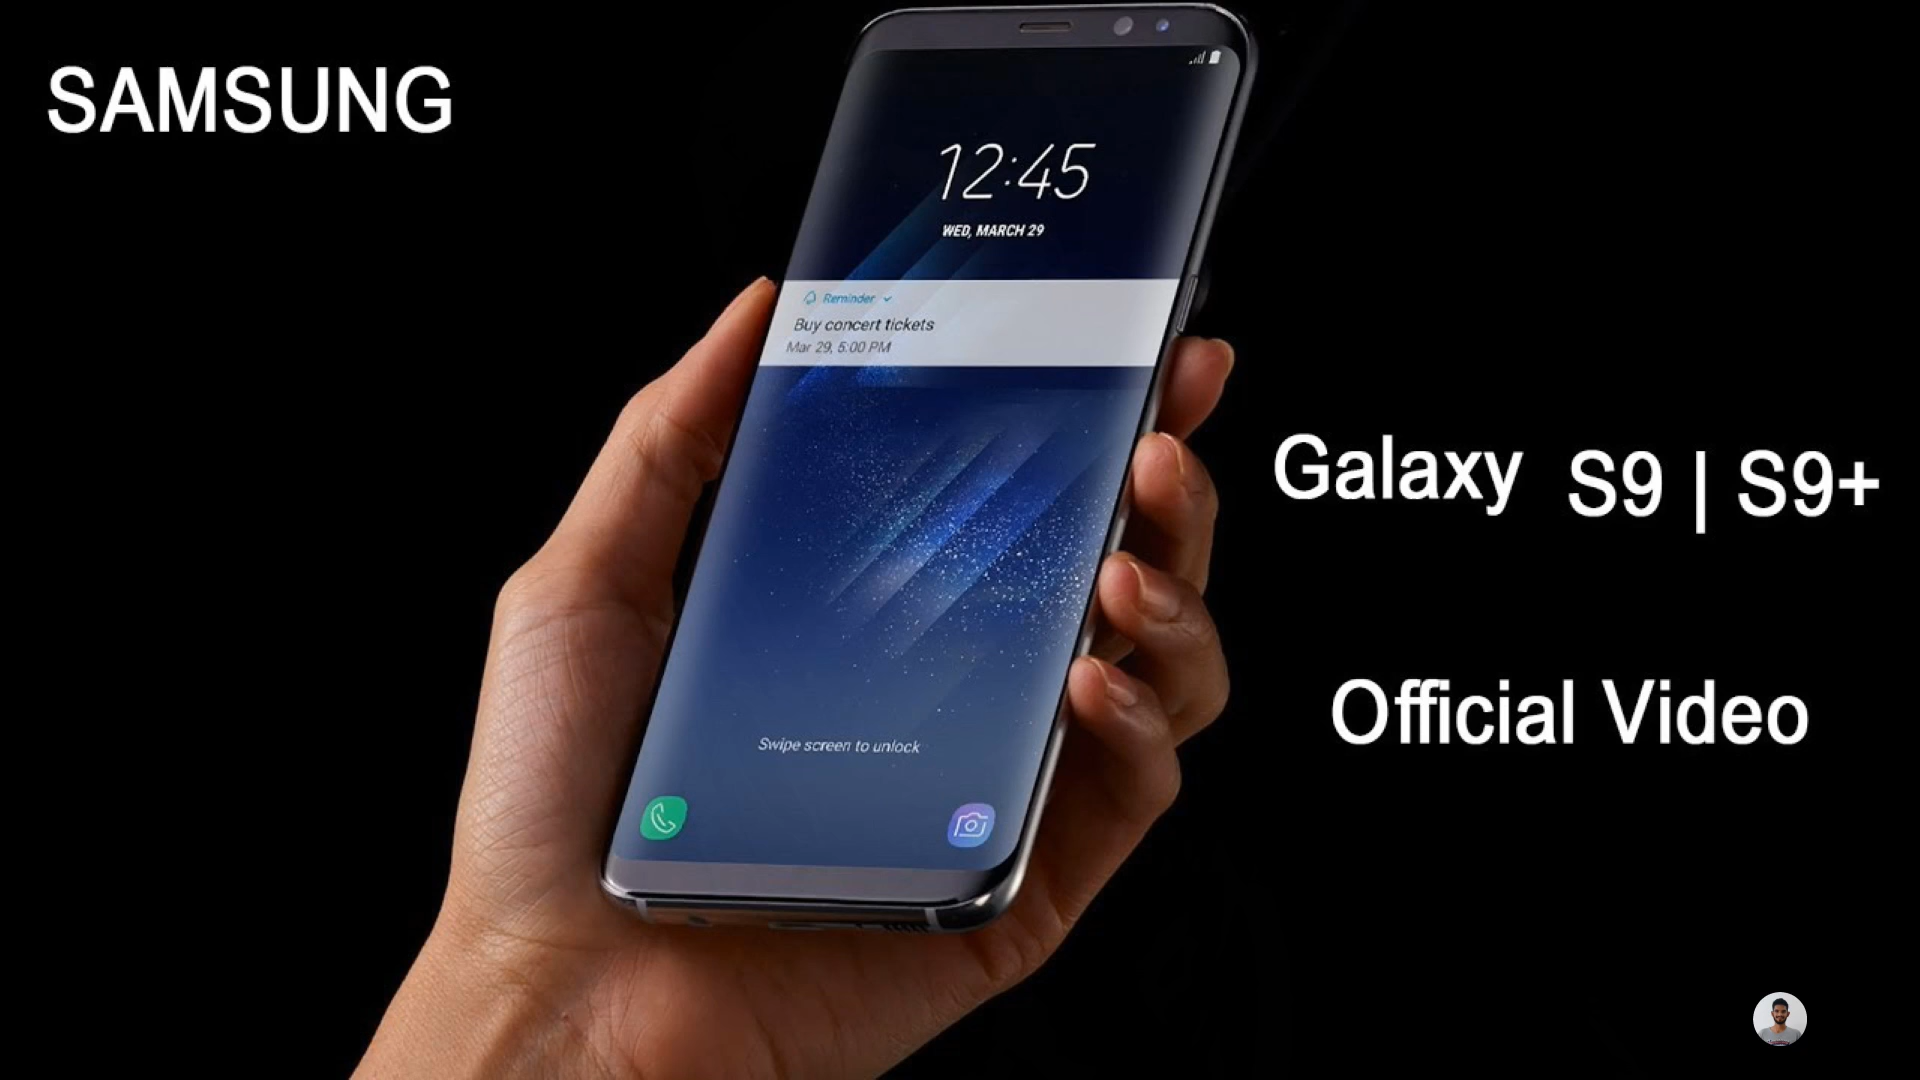 SAMSUNG
12:45
WED, MARCH 29
Reminder
Buy concert tickets
Mar 29, 5:00 PM
Galaxy S9 | S9+
Official Video
Swipe screen to unlock